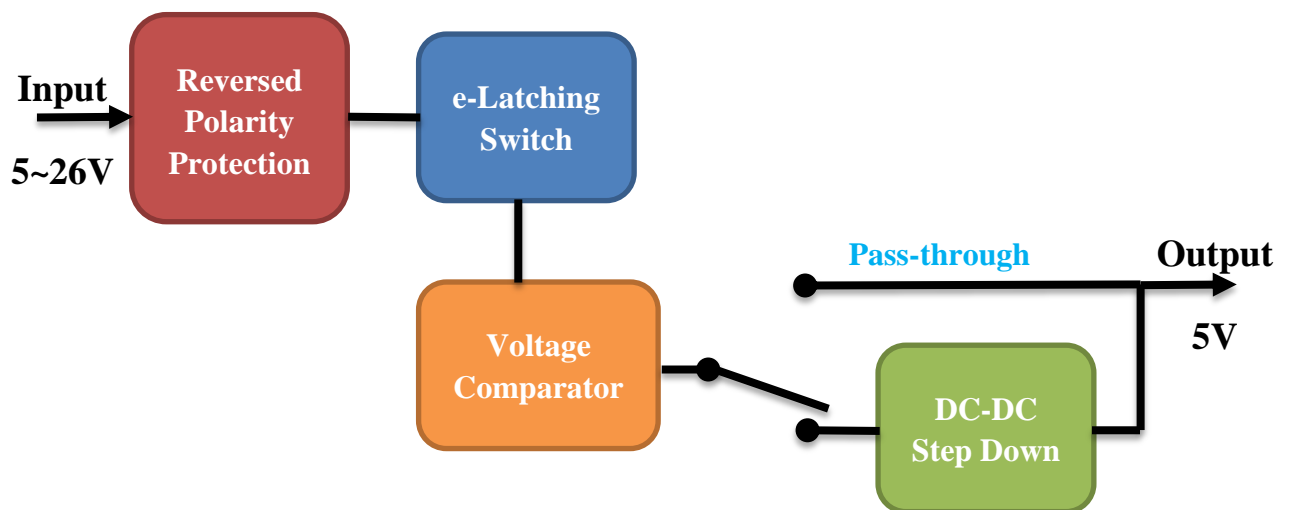 Input
5~26V
Reversed
Polarity
Protection
e-Latching
Switch
Voltage
Comparator
Pass-through
DC-DC
Step Down
Output
5V